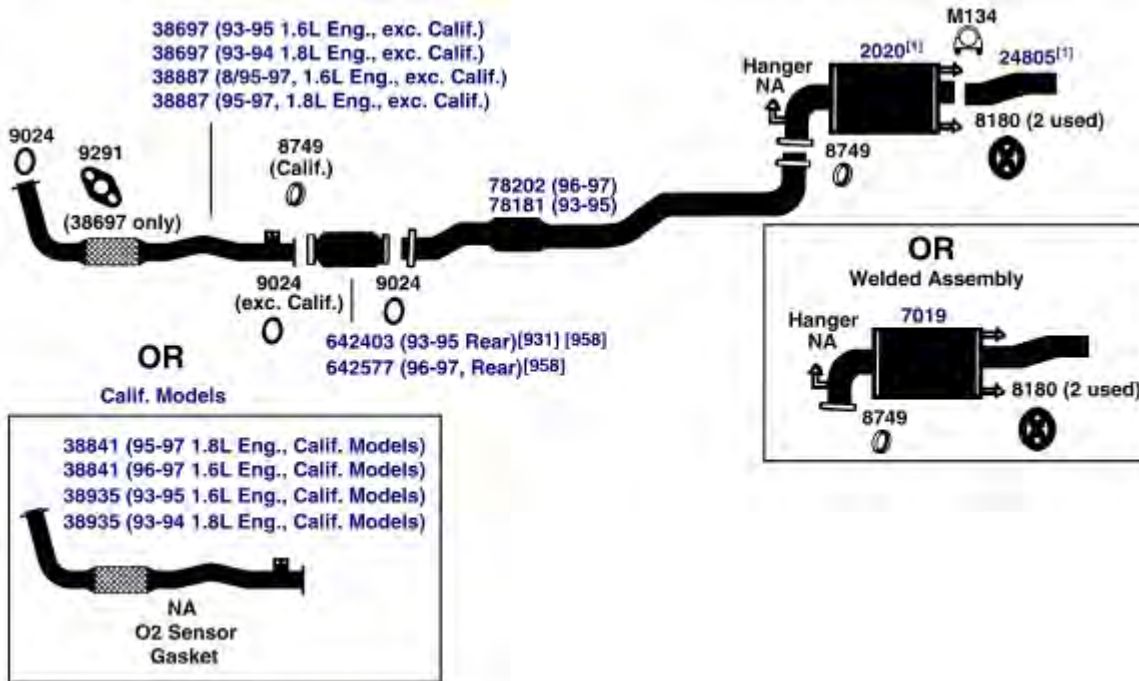 38697 (93-95 1.6L Eng., exc. Calif.)
38697 (93-94 1.8L Eng., exc. Calif.)
38887 (8/95-97, 1.6L Eng., exc. Calif.)
38887 (95-97, 1.8L Eng., exc. Calif.)
M134
2020[1]
24805[1]
Hanger
NA
8180 (2 used)
8749
9024
9291
(38697 only)
8749
(Calif.)
78202 (96-97)
78181 (93-95)
9024
(exc. Calif.)
9024
642403 (93-95 Rear)[931] [958]
642577 (96-97, Rear)[958]
OR
Welded Assembly
Hanger
NA
7019
8180 (2 used)
8749
OR
Calif. Models
38841 (95-97 1.8L Eng., Calif. Models)
38841 (96-97 1.6L Eng., Calif. Models)
38935 (93-95 1.6L Eng., Calif. Models)
38935 (93-94 1.8L Eng., Calif. Models)
NA
O2 Sensor
Gasket